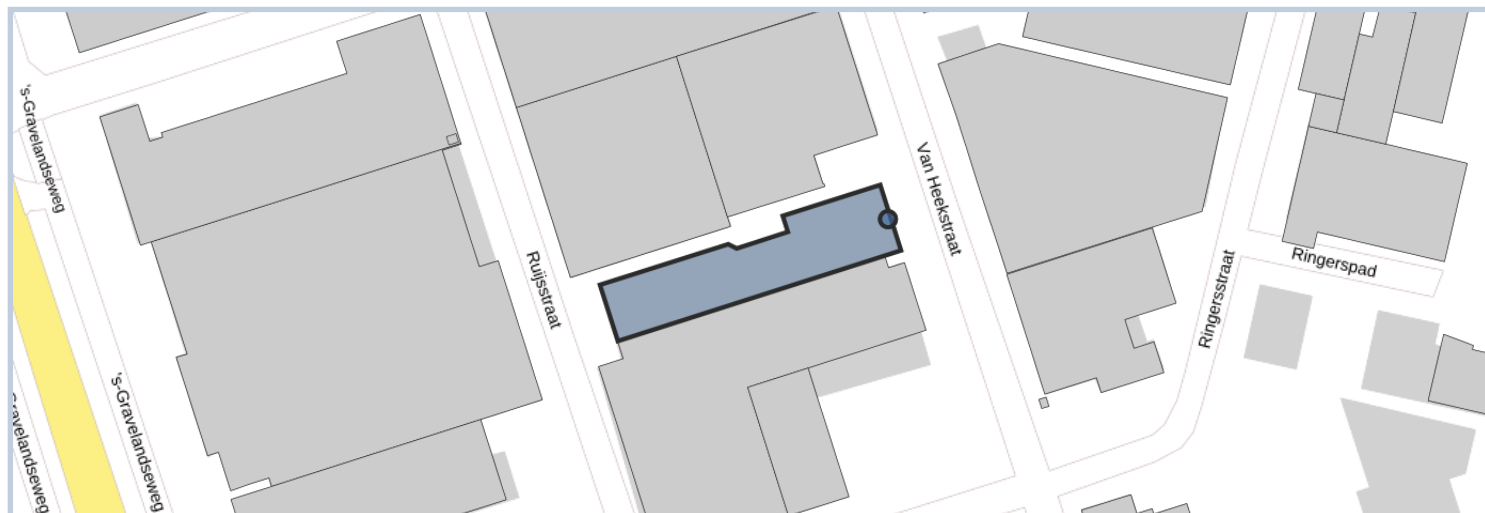 's-Gravelandseweg
Van Heekstraat
Ruijsstraat
Ringerspad
Ringersstraat
's-Gravelandseweg
Gravelandseweg